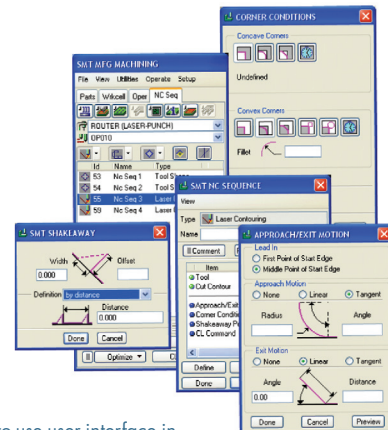 CORNER CONDITIONS
Concave Corners
Undefined
Convex Corners
Fillet
SMT MFG MACHINING
File View Utilities Operate Setup
Parts Wrkcell Oper NC Seq
ROUTER (LASER-PUNCH)
OP010
Id Name Type
53 Nc Seq 1
54 Nc Seq 2 Tool
55 Nc Seq 3 Laser
59 Nc Seq 4 Laser
Optimize
SMT NC SEQUENCE
View
Type Laser Contouring
Name
Comment
Item
Tool
Cut Contour
Approach/Exit
Corner
Shakeaway
CL Command
Define
Done
SMT SHAKEAWAY
Width Offset
0.000
Definition by distance
Distance
0.000
Done Cancel
APPROACH/EXIT MOTION
Lead In
First Point of Start Edge
Middle Point of Start Edge
Approach Motion
None Linear Tangent
Radius Angle
Exit Motion
None Linear Tangent
Angle Distance
0.00
Done Cancel Preview
use user interface in